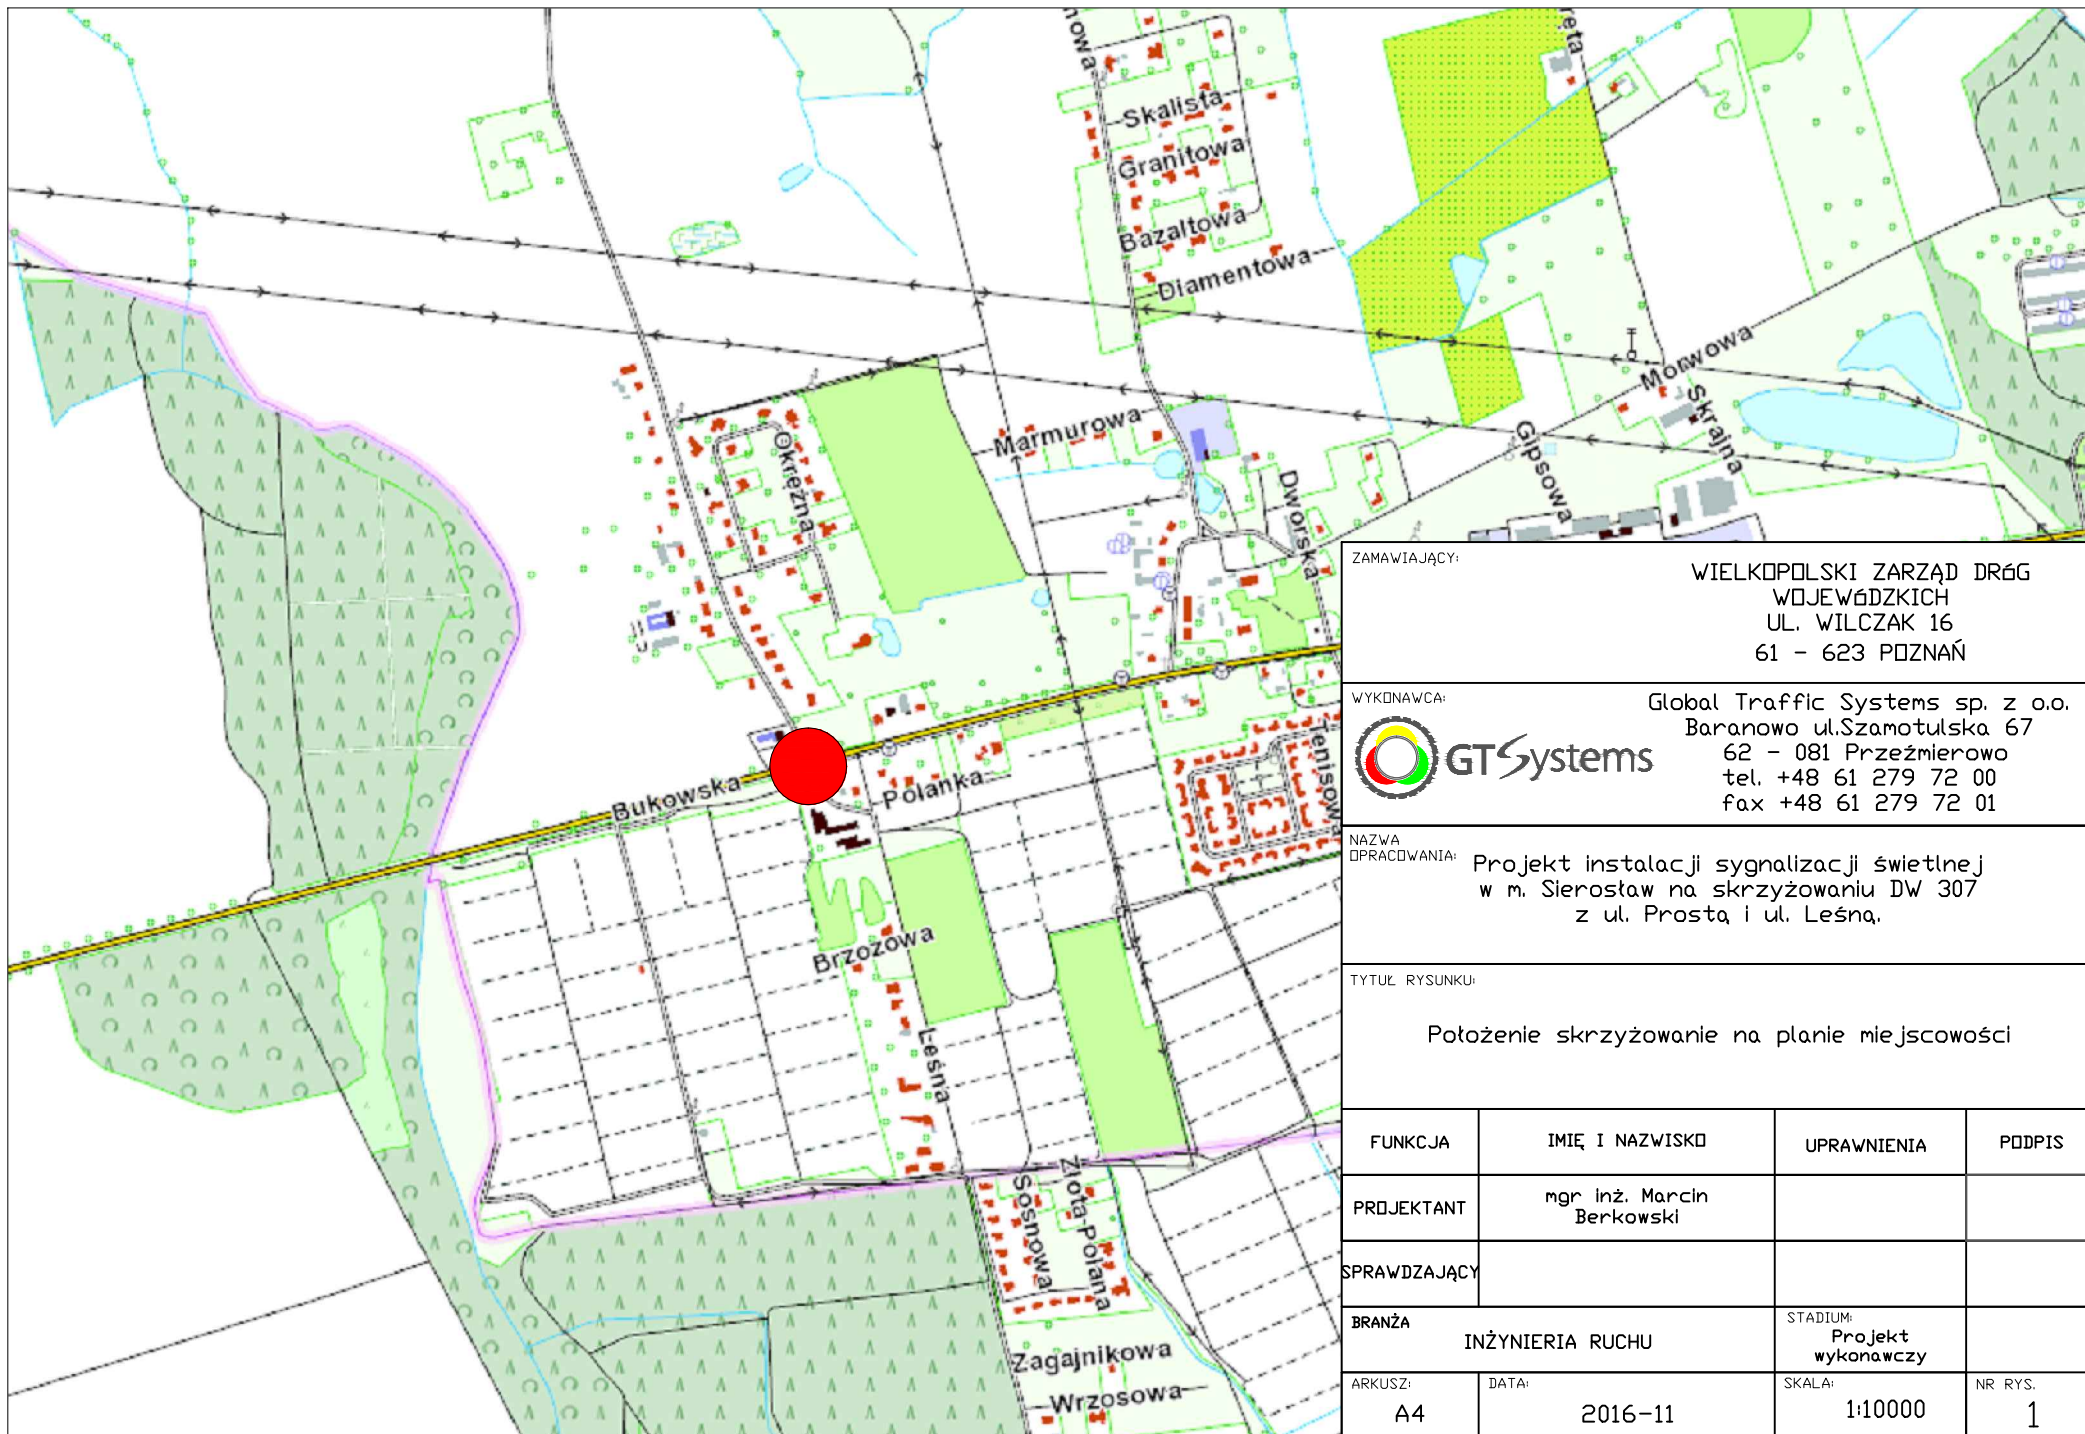 nowa
ręta
Skalista
Granitowa
Bazaltowa
Diamentowa
Morwowa
Skrajna
Gipsowa
Marmurowa
Okrężna
Dworska
Bukowska
Polanka
Tenisowa
Brzozowa
Leśna
Sosnowa
Złota Polana
Zagajnikowa
Wrzosowa
ZAMAWIAJĄCY:
WIELKOPOLSKI ZARZĄD DRóG
WOJEWóDZKICH
UL. WILCZAK 16
61 - 623 POZNAŃ
WYKONAWCA:
GTSystems
Global Traffic Systems sp. z o.o.
Baranowo ul.Szamotulska 67
62 - 081 Przeźmierowo
tel. +48 61 279 72 00
fax +48 61 279 72 01
NAZWA
OPRACOWANIA:
Projekt instalacji sygnalizacji świetlnej
w m. Sierosław na skrzyżowaniu DW 307
z ul. Prostą i ul. Leśną.
TYTUŁ RYSUNKU:
Położenie skrzyżowanie na planie miejscowości
FUNKCJA
IMIĘ I NAZWISKO
UPRAWNIENIA
PODPIS
PROJEKTANT
mgr inż. Marcin
Berkowski
SPRAWDZAJĄCY
BRANŻA
INŻYNIERIA RUCHU
STADIUM:
Projekt
wykonawczy
ARKUSZ:
A4
DATA:
2016-11
SKALA:
1:10000
NR RYS.
1